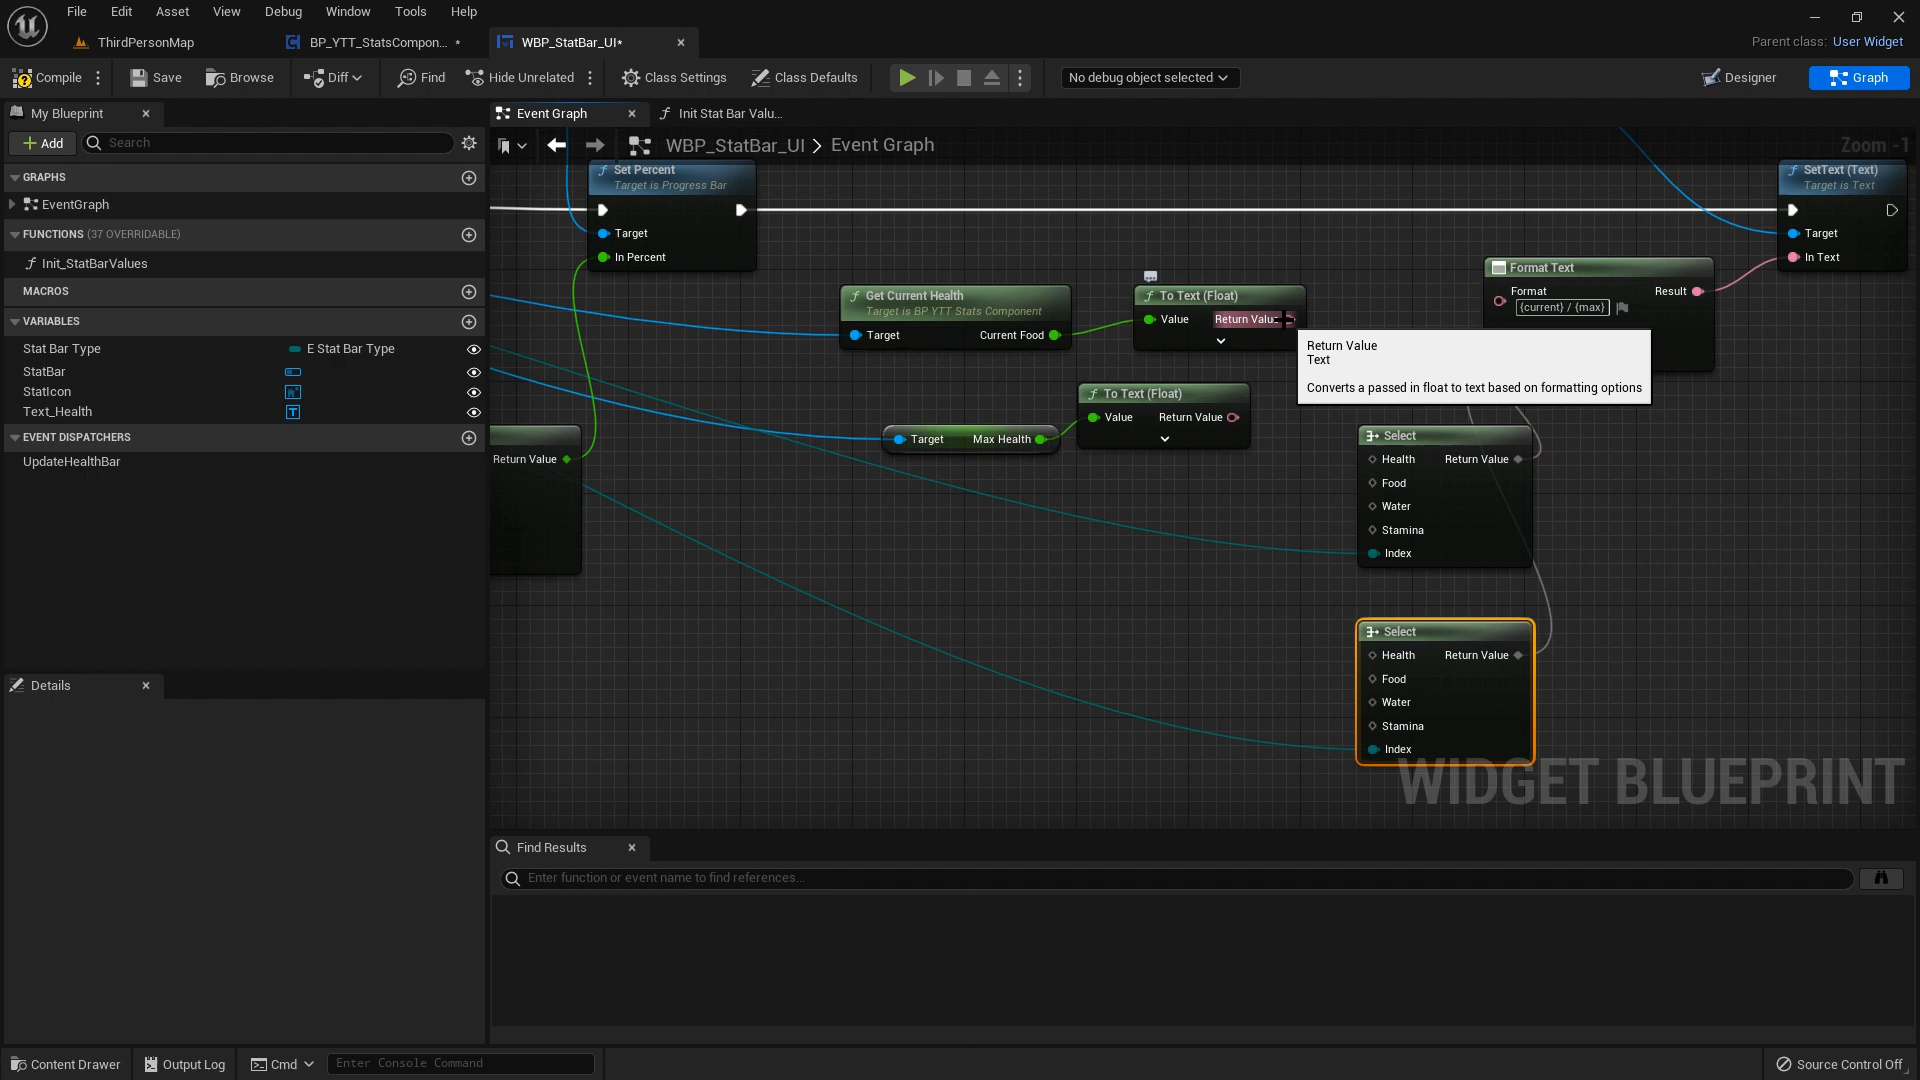 File Edit Asset View Debug Window Tools Help
ThirdPersonMap BP_YTT_StatsCompon... * WBP_StatBar_UI*
Parent class: User Widget
Compile Save Browse Diff Find Hide Unrelated Class Settings Class Defaults No debug object selected Designer Graph
My Blueprint
Event Graph Init Stat Bar Valu...
Add Search
WBP_StatBar_UI > Event Graph
Zoom -1
GRAPHS
EventGraph
FUNCTIONS (37 OVERRIDABLE)
Init_StatBarValues
MACROS
VARIABLES
Stat Bar Type E Stat Bar Type
StatBar
StatIcon
Text_Health
EVENT DISPATCHERS
UpdateHealthBar
Details
Set Percent
Target is Progress Bar
Target
In Percent
Return Value
Get Current Health
Target is BP YTT Stats Component
Target Current Food
To Text (Float)
Value Return Valu
To Text (Float)
Value Return Value
Target Max Health
Format Text
Format Result
{current} / {max}
SetText (Text)
Target is Text
Target
In Text
Return Value
Text
Converts a passed in float to text based on formatting options
Select
Health Return Value
Food
Water
Stamina
Index
Select
Health Return Value
Food
Water
Stamina
Index
WIDGET BLUEPRINT
Find Results
Enter function or event name to find references...
Content Drawer Output Log Cmd Enter Console Command Source Control Off